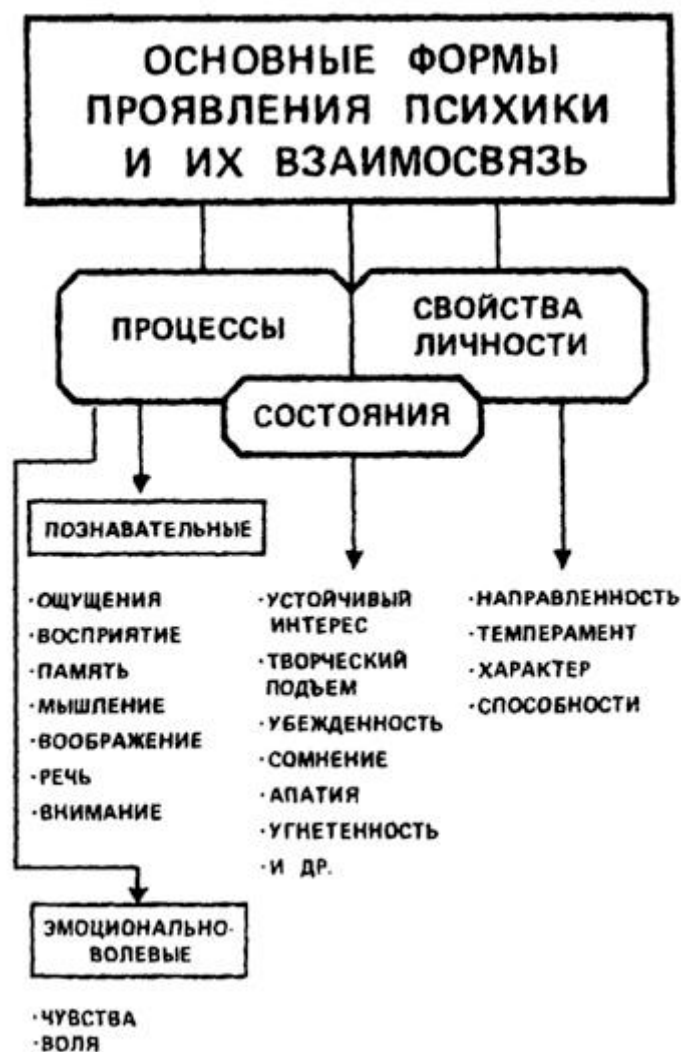 ОСНОВНЫЕ ФОРМЫ
ПРОЯВЛЕНИЯ ПСИХИКИ
И ИХ ВЗАИМОСВЯЗЬ
ПРОЦЕССЫ
СВОЙСТВА
ЛИЧНОСТИ
СОСТОЯНИЯ
ПОЗНАВАТЕЛЬНЫЕ
·ОЩУЩЕНИЯ
·ВОСПРИЯТИЕ
·ПАМЯТЬ
·МЫШЛЕНИЕ
·ВООБРАЖЕНИЕ
·РЕЧЬ
·ВНИМАНИЕ
·УСТОЙЧИВЫЙ
ИНТЕРЕС
·ТВОРЧЕСКИЙ
ПОДЪЕМ
·УБЕЖДЕННОСТЬ
·СОМНЕНИЕ
·АПАТИЯ
·УГНЕТЕННОСТЬ
·И ДР.
·НАПРАВЛЕННОСТЬ
·ТЕМПЕРАМЕНТ
·ХАРАКТЕР
·СПОСОБНОСТИ
ЭМОЦИОНАЛЬНО-
ВОЛЕВЫЕ
·ЧУВСТВА
·ВОЛЯ